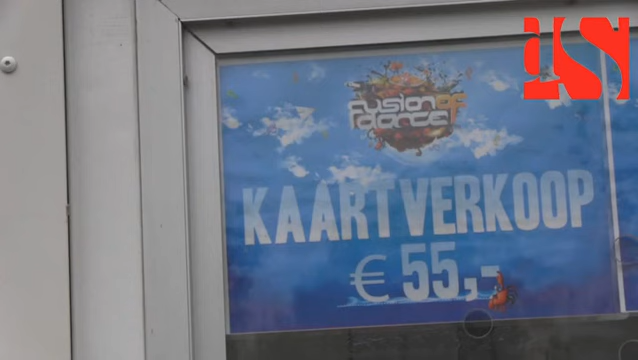 fusion of
dance
KAARTVERKOOP
€ 55,-